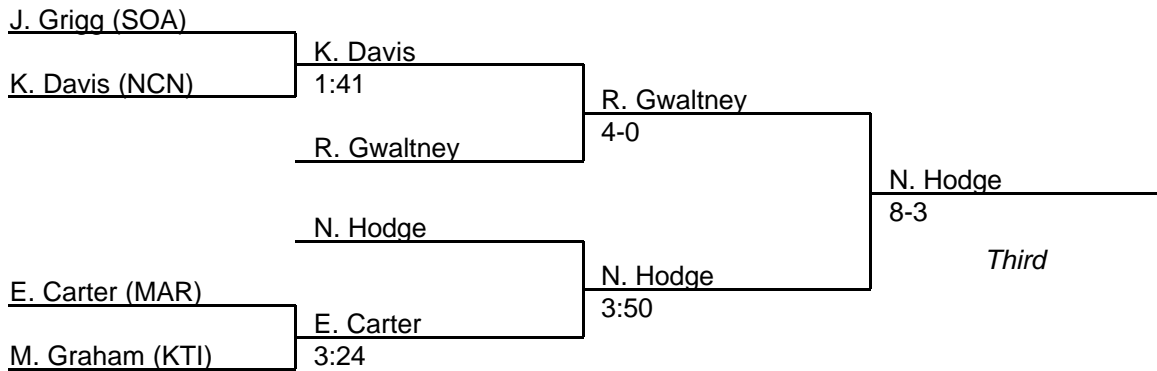 J. Grigg (SOA)
K. Davis (NCN)
K. Davis
1:41
R. Gwaltney
R. Gwaltney
4-0
N. Hodge
E. Carter (MAR)
M. Graham (KTI)
E. Carter
3:24
N. Hodge
3:50
N. Hodge
8-3
Third